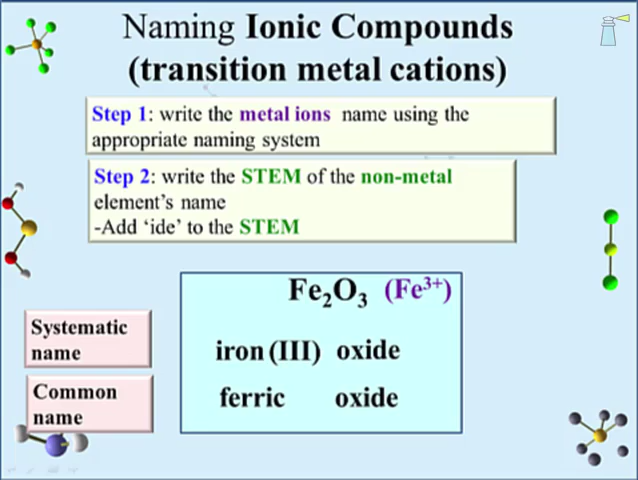 Naming Ionic Compounds
(transition metal cations)
Step 1: write the metal ions name using the
appropriate naming system
Step 2: write the STEM of the non-metal
element's name
-Add 'ide' to the STEM
Fe₂O₃ (Fe³⁺)
Systematic
name
iron (III) oxide
Common
name
ferric oxide